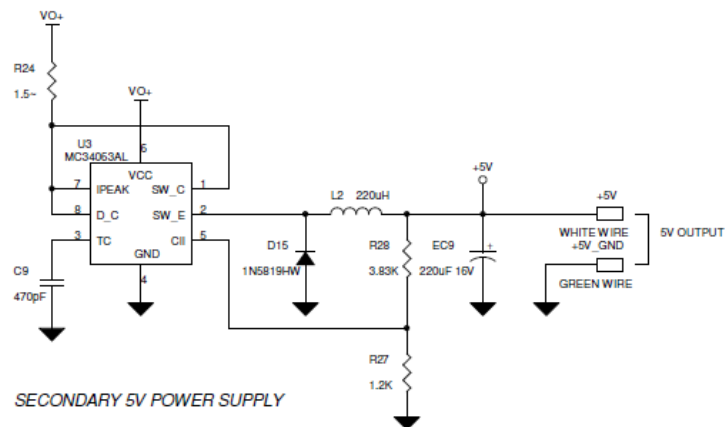 VO+
R24
1.5~
VO+
U3
MC34063AL
6
VCC
7 IPEAK SW_C 1
8 D_C SW_E 2
3 TC CII 5
GND
4
C9
470pF
L2 220uH
D15
1N5819HW
R28
3.83K
+5V
EC9
220uF 16V
+
+5V
WHITE WIRE
+5V_GND
GREEN WIRE
5V OUTPUT
R27
1.2K
SECONDARY 5V POWER SUPPLY